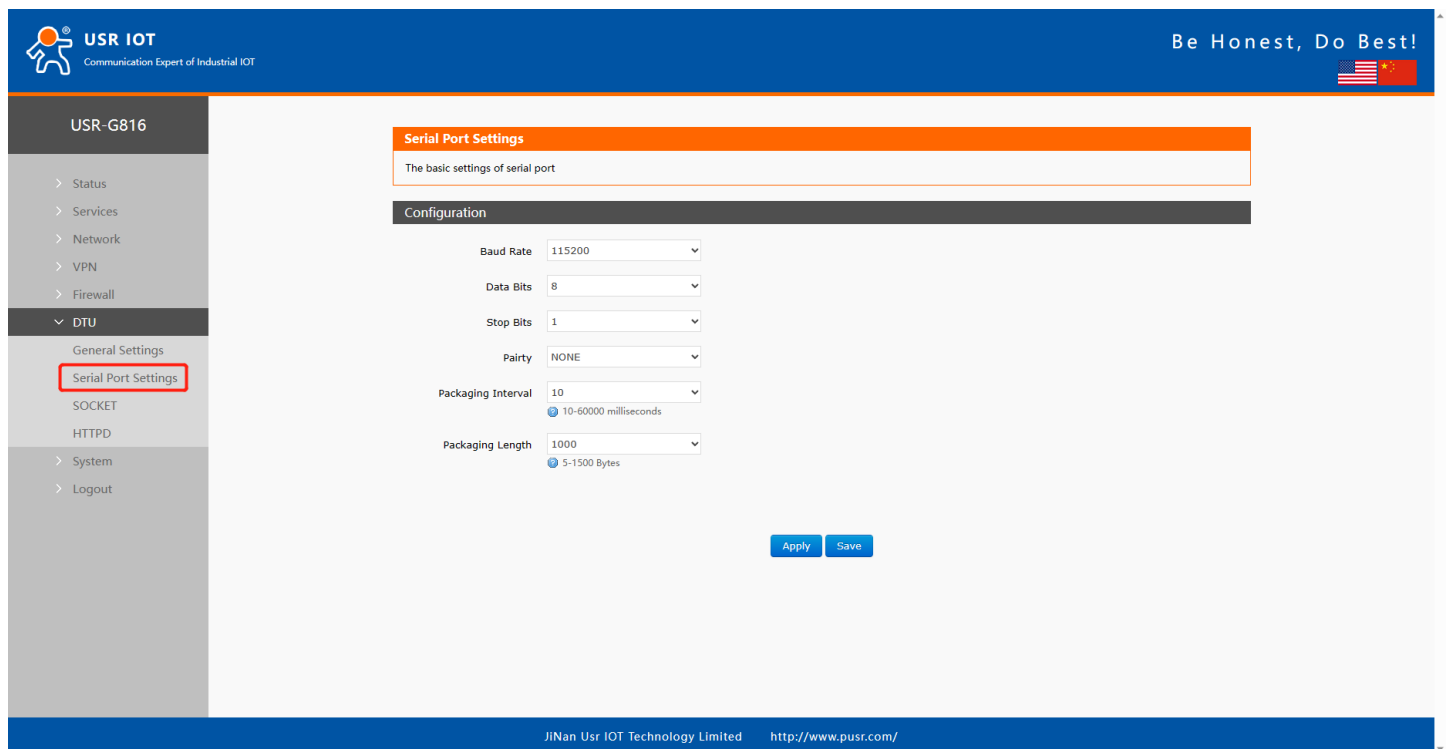 USR IOT
Communication Expert of Industrial IOT
Be Honest, Do Best!
USR-G816
Status
Services
Network
VPN
Firewall
DTU
General Settings
Serial Port Settings
SOCKET
HTTPD
System
Logout
Serial Port Settings
The basic settings of serial port
Configuration
Baud Rate 115200
Data Bits 8
Stop Bits 1
Pairty NONE
Packaging Interval 10
10-60000 milliseconds
Packaging Length 1000
5-1500 Bytes
Apply Save
JiNan Usr IOT Technology Limited http://www.pusr.com/